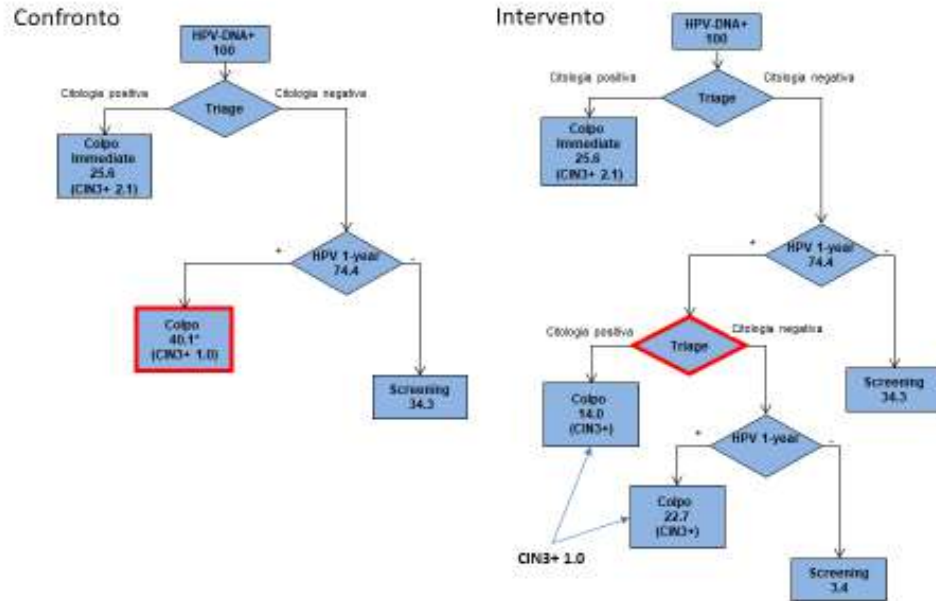 Confronto
HPV-DNA+
100
Citologia positiva
Citologia negativa
Triage
Colpo
Immediate
25.6
(CIN3+ 2.1)
+
HPV 1-year
74.4
-
Colpo
40.1*
(CIN3+ 1.0)
Screening
34.3
Intervento
HPV-DNA+
100
Citologia positiva
Citologia negativa
Triage
Colpo
Immediate
25.6
(CIN3+ 2.1)
+
HPV 1-year
74.4
-
Citologia positiva
Citologia negativa
Triage
Screening
34.3
Colpo
14.0
(CIN3+)
+
HPV 1-year
-
Colpo
22.7
(CIN3+)
CIN3+ 1.0
Screening
3.4